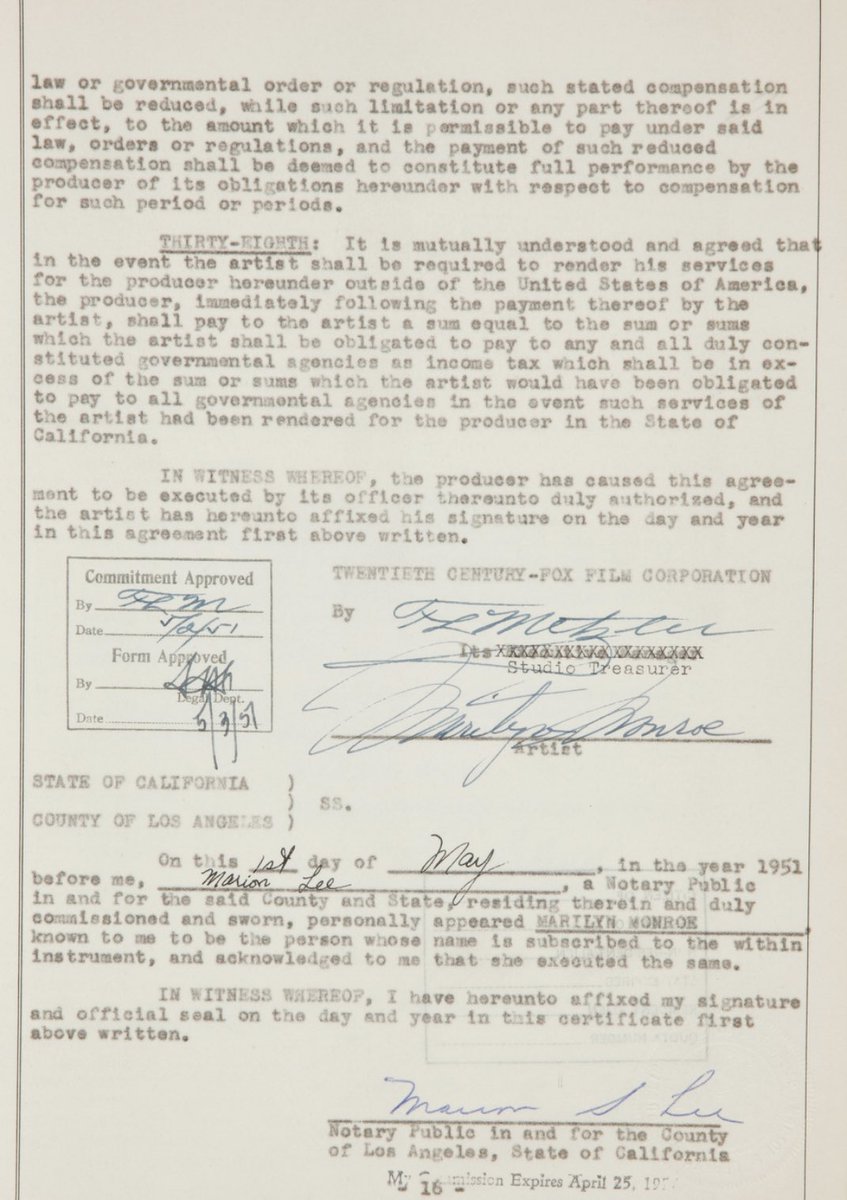 law or governmental order or regulation, such stated compensation
shall be reduced, while such limitation or any part thereof is in
effect, to the amount which it is permissible to pay under said
law, orders or regulations, and the payment of such reduced
compensation shall be deemed to constitute full performance by the
producer of its obligations hereunder with respect to compensation
for such period or periods.
THIRTY-EIGHTH: It is mutually understood and agreed that
in the event the artist shall be required to render his services
for the producer hereunder outside of the United States of America,
the producer, immediately following the payment thereof by the
artist, shall pay to the artist a sum equal to the sum or sums
which the artist shall be obligated to pay to any and all duly con-
stituted governmental agencies as income tax which shall be in ex-
cess of the sum or sums which the artist would have been obligated
to pay to all governmental agencies in the event such services of
the artist had been rendered for the producer in the State of
California.
IN WITNESS WHEREOF, the producer has caused this agree-
ment to be executed by its officer thereunto duly authorized, and
the artist has hereunto affixed his signature on the day and year
in this agreement first above written.
Commitment Approved
By FLM
Date 5/2/51
Form Approved
By
Legal Dept.
Date 5/3/51
TWENTIETH CENTURY-FOX FILM CORPORATION
By FL Metzler
Its XXXXXXXXXXXXXXXXXX
Studio Treasurer
Marilyn Monroe
Artist
STATE OF CALIFORNIA )
) SS.
COUNTY OF LOS ANGELES )
On this 1st day of May, in the year 1951
before me, Marion Lee, a Notary Public
in and for the said County and State, residing therein and duly
commissioned and sworn, personally appeared MARILYN MONROE,
known to me to be the person whose name is subscribed to the within
instrument, and acknowledged to me that she executed the same.
IN WITNESS WHEREOF, I have hereunto affixed my signature
and official seal on the day and year in this certificate first
above written.
Marion S Lee
Notary Public in and for the County
of Los Angeles, State of California
My Commission Expires April 25,
- 16 -